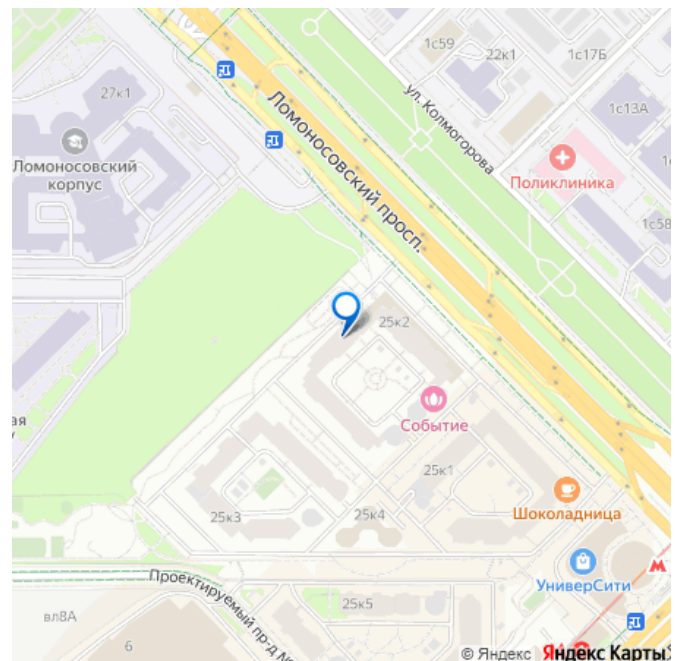 1с59
22к1
1с17Б
27к1
ул. Колмогорова
1с13А
Ломоносовский
корпус
Ломоносовский просп.
Поликлиника
1с58
25к2
Событие
ая
25к1
25к3
25к4
Шоколадница
УниверСити
М
Проектируемый пр-д №
25к5
вл8А
6
© Яндекс
Яндекс Карты